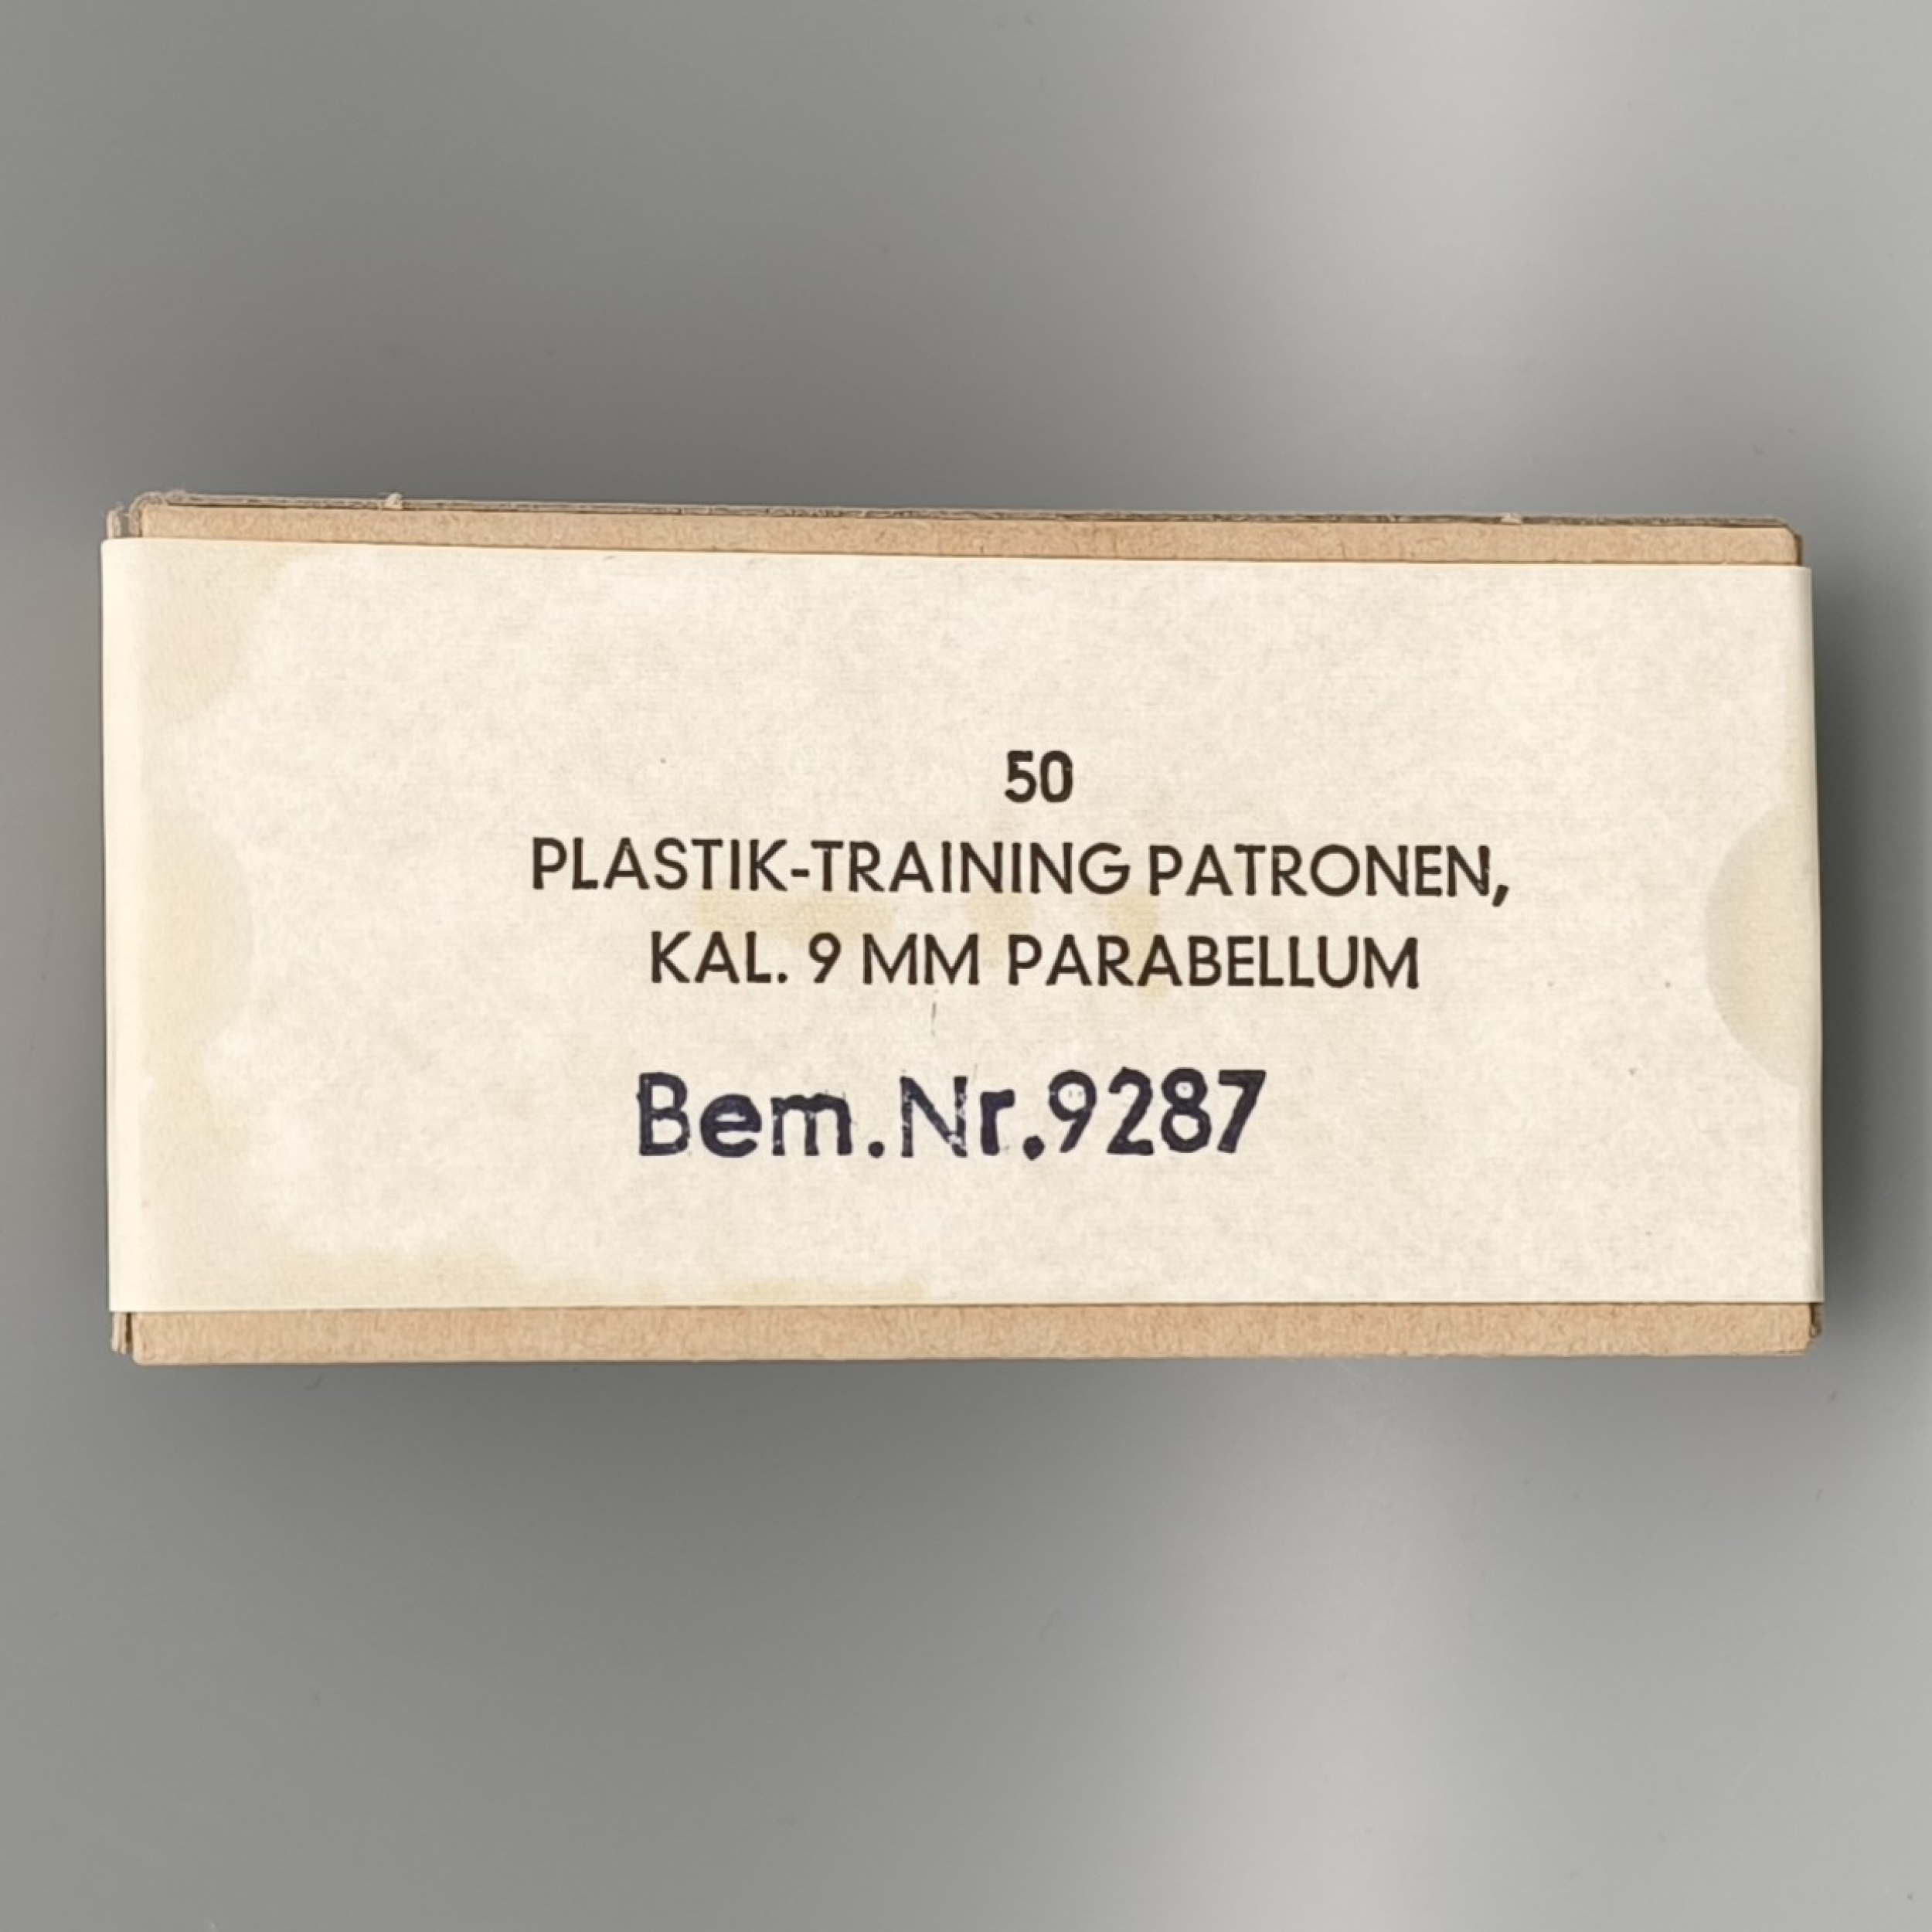 50
PLASTIK-TRAINING PATRONEN,
KAL. 9 MM PARABELLUM
Bem.Nr.9287